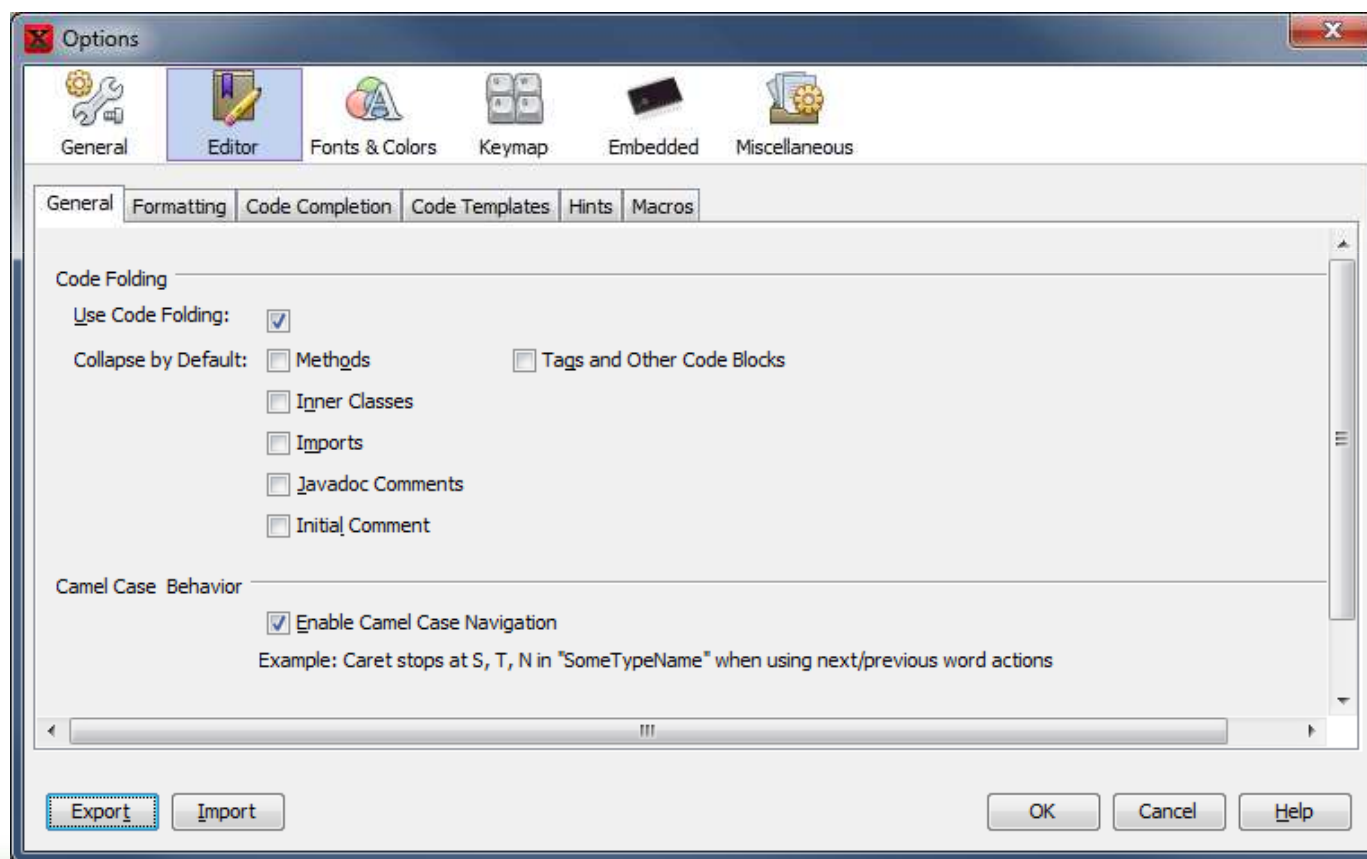 Options
General Editor Fonts & Colors Keymap Embedded Miscellaneous
General Formatting Code Completion Code Templates Hints Macros
Code Folding
Use Code Folding:
Collapse by Default: Methods Tags and Other Code Blocks
Inner Classes
Imports
Javadoc Comments
Initial Comment
Camel Case Behavior
Enable Camel Case Navigation
Example: Caret stops at S, T, N in "SomeTypeName" when using next/previous word actions
Export Import OK Cancel Help